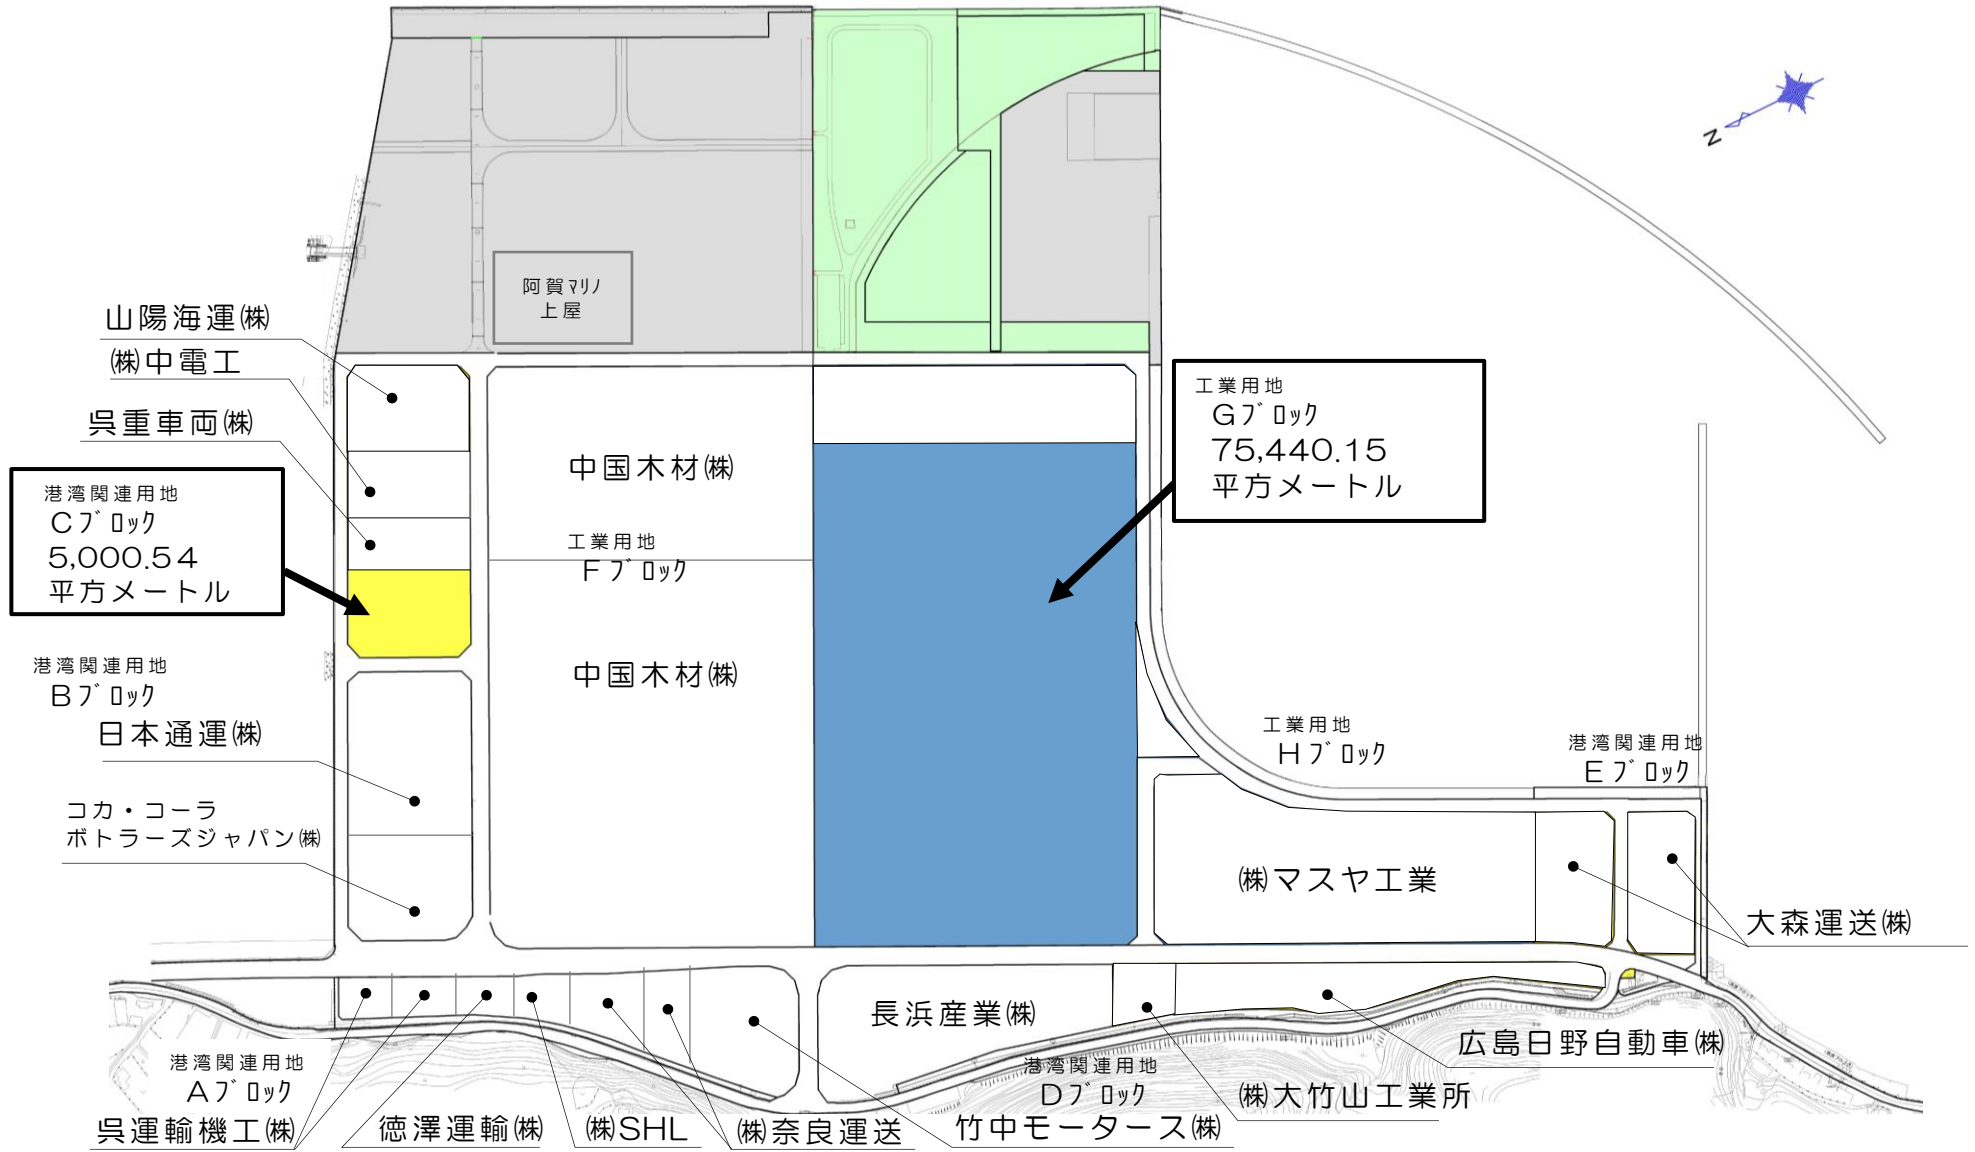 N
阿賀マリノ
上屋
山陽海運㈱
㈱中電工
呉重車両㈱
港湾関連用地
Cブロック
5,000.54
平方メートル
工業用地
Gブロック
75,440.15
平方メートル
中国木材㈱
工業用地
Fブロック
中国木材㈱
港湾関連用地
Bブロック
日本通運㈱
コカ・コーラ
ボトラーズジャパン㈱
工業用地
Hブロック
港湾関連用地
Eブロック
㈱マスヤ工業
大森運送㈱
長浜産業㈱
広島日野自動車㈱
港湾関連用地
Aブロック
港湾関連用地
Dブロック
㈱大竹山工業所
呉運輸機工㈱
徳澤運輸㈱
㈱SHL
㈱奈良運送
竹中モータース㈱